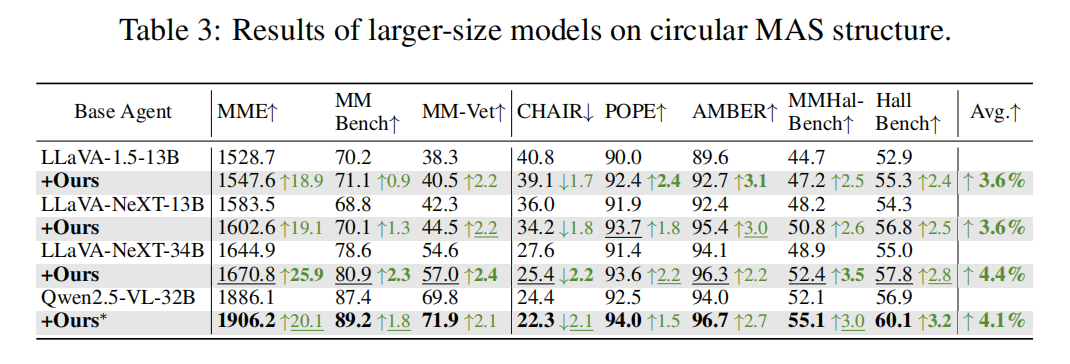 Table 3: Results of larger-size models on circular MAS structure.
Base Agent MME↑ MM Bench↑ MM-Vet↑ CHAIR↓ POPE↑ AMBER↑ MMHal-Bench↑ Hall Bench↑ Avg.↑
LLaVA-1.5-13B 1528.7 70.2 38.3 40.8 90.0 89.6 44.7 52.9
+Ours 1547.6 ↑18.9 71.1 ↑0.9 40.5 ↑2.2 39.1 ↓1.7 92.4 ↑2.4 92.7 ↑3.1 47.2 ↑2.5 55.3 ↑2.4 ↑ 3.6%
LLaVA-NeXT-13B 1583.5 68.8 42.3 36.0 91.9 92.4 48.2 54.3
+Ours 1602.6 ↑19.1 70.1 ↑1.3 44.5 ↑2.2 34.2 ↓1.8 93.7 ↑1.8 95.4 ↑3.0 50.8 ↑2.6 56.8 ↑2.5 ↑ 3.6%
LLaVA-NeXT-34B 1644.9 78.6 54.6 27.6 91.4 94.1 48.9 55.0
+Ours 1670.8 ↑25.9 80.9 ↑2.3 57.0 ↑2.4 25.4 ↓2.2 93.6 ↑2.2 96.3 ↑2.2 52.4 ↑3.5 57.8 ↑2.8 ↑ 4.4%
Qwen2.5-VL-32B 1886.1 87.4 69.8 24.4 92.5 94.0 52.1 56.9
+Ours* 1906.2 ↑20.1 89.2 ↑1.8 71.9 ↑2.1 22.3 ↓2.1 94.0 ↑1.5 96.7 ↑2.7 55.1 ↑3.0 60.1 ↑3.2 ↑ 4.1%